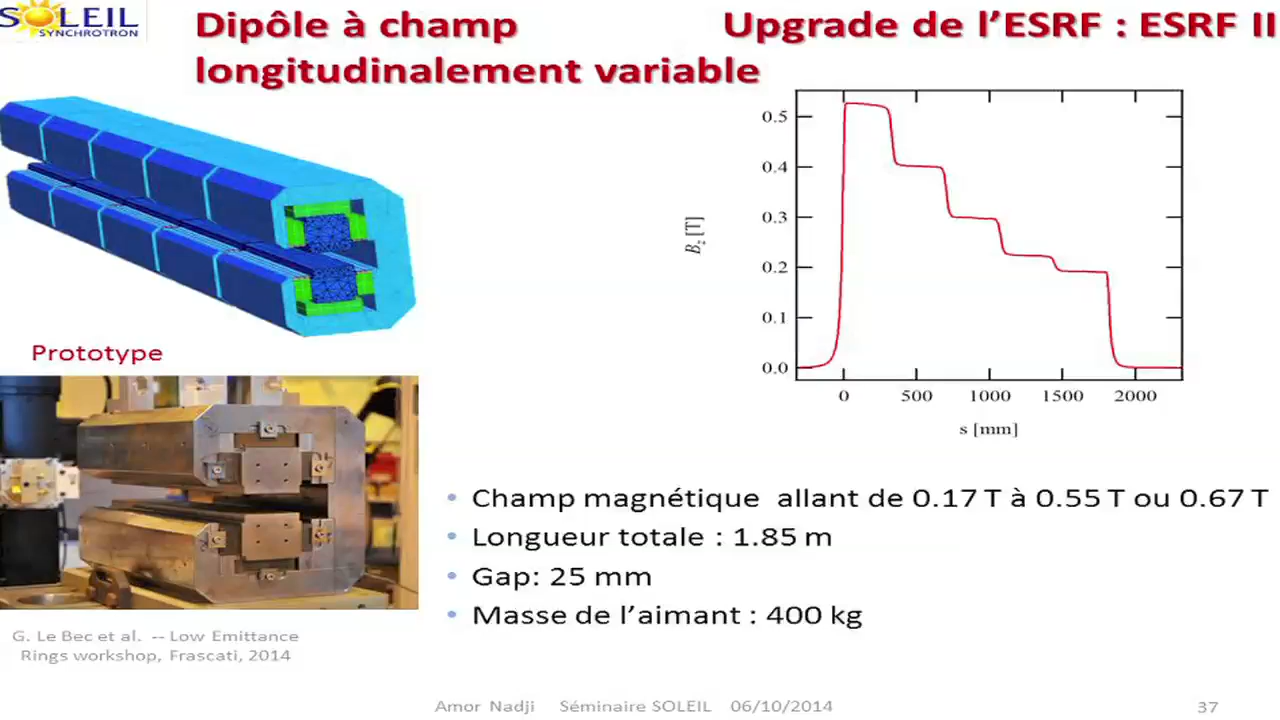 SOLEIL
SYNCHROTRON
Dipôle à champ
longitudinalement variable
Upgrade de l’ESRF : ESRF II
Prototype
0.5
0.4
0.3
0.2
0.1
0.0
Bz [T]
0 500 1000 1500 2000
s [mm]
• Champ magnétique allant de 0.17 T à 0.55 T ou 0.67 T
• Longueur totale : 1.85 m
• Gap: 25 mm
• Masse de l’aimant : 400 kg
G. Le Bec et al. -- Low Emittance
Rings workshop, Frascati, 2014
Amor Nadji Séminaire SOLEIL 06/10/2014
37